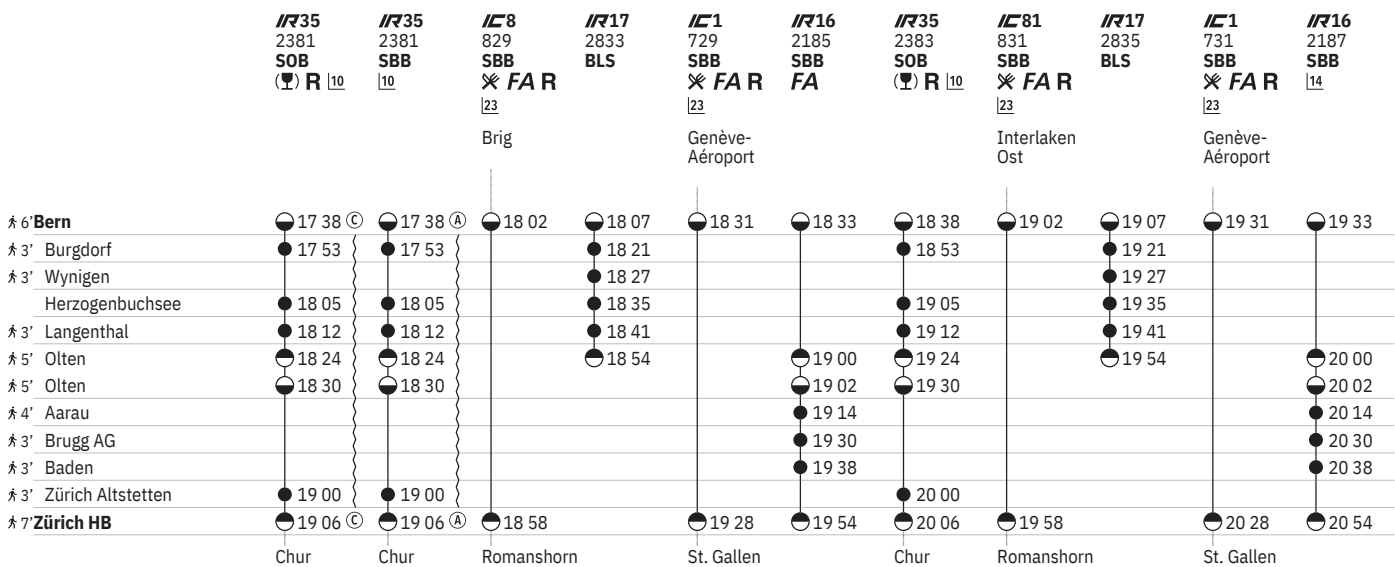 IR35 IR35 IC8 IR17 IC1 IR16 IR35 IC81 IR17 IC1 IR16
2381 2381 829 2833 729 2185 2383 831 2835 731 2187
SOB SBB SBB BLS SBB SBB SOB SBB BLS SBB SBB
R 10 10 FA R FA R FA R 10 FA R FA R 14
23 23 23 23
Brig Genève- Interlaken Genève-
Aéroport Ost Aéroport
6' Bern 17 38 C 17 38 A 18 02 18 07 18 31 18 33 18 38 19 02 19 07 19 31 19 33
3' Burgdorf 17 53 17 53 18 21 18 53 19 21
3' Wynigen 18 27 19 27
Herzogenbuchsee 18 05 18 05 18 35 19 05 19 35
3' Langenthal 18 12 18 12 18 41 19 12 19 41
5' Olten 18 24 18 24 18 54 19 00 19 24 19 54 20 00
5' Olten 18 30 18 30 19 02 19 30 20 02
4' Aarau 19 14 20 14
3' Brugg AG 19 30 20 30
3' Baden 19 38 20 38
3' Zürich Altstetten 19 00 19 00 20 00
7' Zürich HB 19 06 C 19 06 A 18 58 19 28 19 54 20 06 19 58 20 28 20 54
Chur Chur Romanshorn St. Gallen Chur Romanshorn St. Gallen